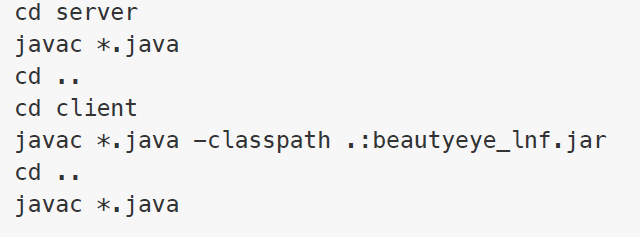 cd server
javac *.java
cd ..
cd client
javac *.java -classpath .:beautyeye_lnf.jar
cd ..
javac *.java